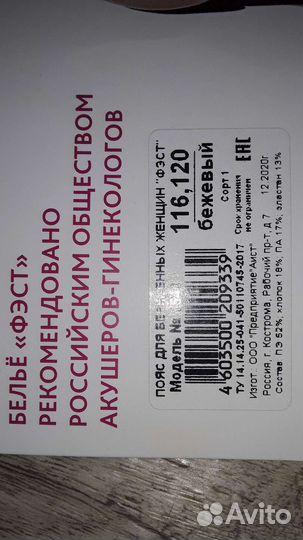 БЕЛЬЁ «ФЭСТ»
РЕКОМЕНДОВАНО
РОССИЙСКИМ ОБЩЕСТВОМ
АКУШЕРОВ-ГИНЕКОЛОГОВ
ПОЯС ДЛЯ БЕРЕМЕННЫХ ЖЕНЩИН "ФЭСТ"
Модель №
116,120
бежевый
Сорт 1
Срок хранения
не ограничен
EAC
4 603500 209339
ТУ 14.14.25-041-50110745-2017
Изгот.: ООО "Предприятие Аист" 12.2020г
Россия, г. Кострома, Рабочий пр-т, д 7
Состав: ПЭ 52%, хлопок 18%, ПА 17%, эластан 13%
Avito